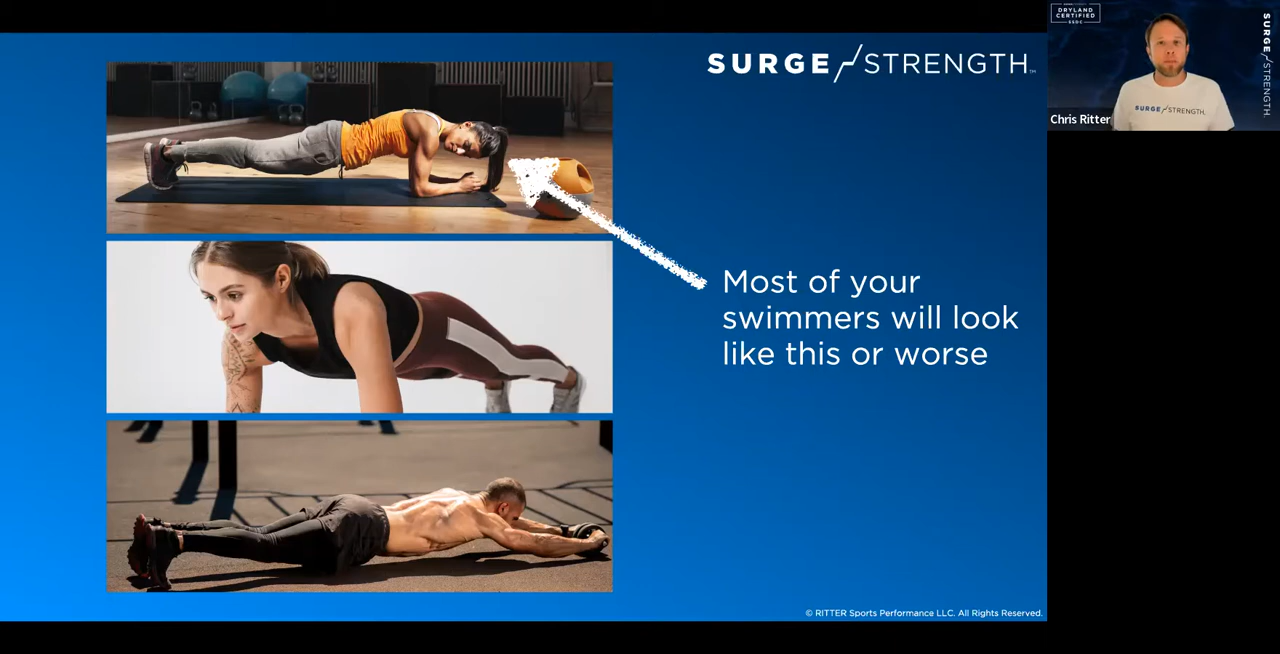 SURGE/STRENGTH™
Most of your
swimmers will look
like this or worse
© RITTER Sports Performance LLC. All Rights Reserved.
DRYLAND
CERTIFIED
SURGE/STRENGTH.
SURGE/STRENGTH.
Chris Ritter